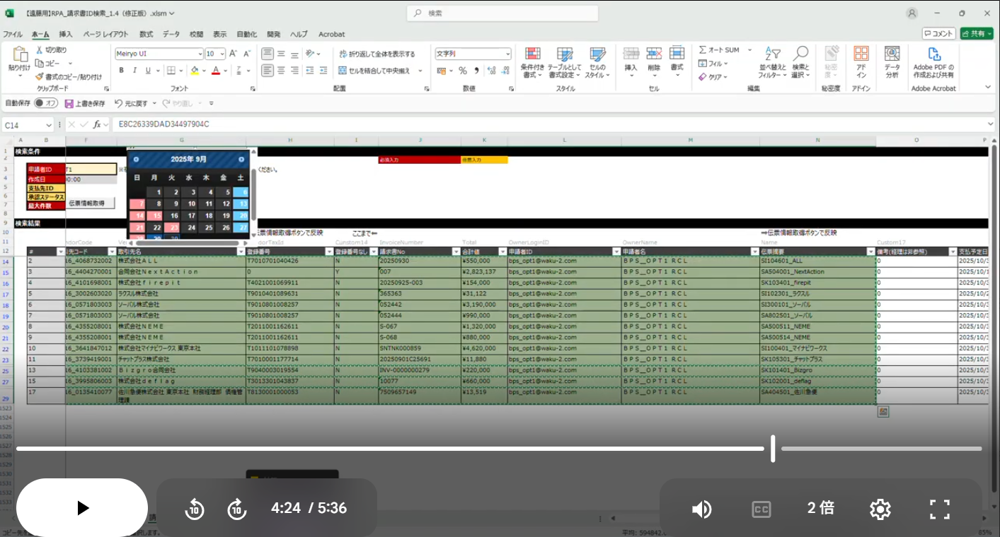 【遠藤用】RPA_請求書ID検索_1.4（修正版）.xlsm
検索
ファイル ホーム 挿入 ページ レイアウト 数式 データ 校閲 表示 自動化 開発 ヘルプ Acrobat
コメント 共有
貼り付け 切り取り コピー 書式のコピー/貼り付け
クリップボード
Meiryo UI 10
B I U
フォント
折り返して全体を表示する
セルを結合して中央揃え
配置
文字列
数値
条件付き書式 テーブルとして書式設定 セルのスタイル
スタイル
挿入 削除 書式
セル
Σ オート SUM
フィル
クリア
並べ替えとフィルター 検索と選択
編集
秘密度
秘密度
アドイン
アドイン
データ分析
Adobe PDF の作成および共有
Adobe Acrobat
自動保存 オフ 上書き保存 元に戻す やり直し
C14 fx E8C26339DAD34497904C
A B F G H I J K L M N O P
1 検索条件
2 必須入力 任意入力
3 申請者ID T1 ください。
4 作成日 00:00
5 支払先ID
6 承認ステータス
7 最大件数 伝票情報取得
8
9 検索結果
2025年 9月
日 月 火 水 木 金 土
1 2 3 4 5 6
7 8 9 10 11 12 13
14 15 16 17 18 19 20
21 22 23 24 25 26 27
10 伝票情報取得ボタンで反映 ここまで⇐ ⇒伝票情報取得ボタンで反映
11 dorCode dorTaxId Cunstom14 InvoiceNumber Total OwnerLoginID OwnerName Name Custom17
12 # 先コード 取引先名 登録番号 登録番号なし 請求書No 合計値 申請者ID 申請者名 伝票摘要 備考(経理は非参照) 支払予定日
14 2 16_4068732002 株式会社ＡＬＬ T7010701040426 N 20250930 ¥550,000 bps_opt1@waku-2.com ＢＰＳ＿ＯＰＴ１ ＲＣＬ SI104601_ALL 0 2025/10/3
15 3 16_4404270001 合同会社ＮｅｘｔＡｃｔｉｏｎ 0 Y 007 ¥2,823,137 bps_opt1@waku-2.com ＢＰＳ＿ＯＰＴ１ ＲＣＬ SA504001_NextAction 0 2025/10/3
16 4 16_4101698001 株式会社ｆｉｒｅｐｉｔ T4021001069911 N 20250925-003 ¥154,000 bps_opt1@waku-2.com ＢＰＳ＿ＯＰＴ１ ＲＣＬ SK103401_firepit 0 2025/10/3
17 5 16_3002603020 ラクスル株式会社 T9010401089631 N 365363 ¥31,122 bps_opt1@waku-2.com ＢＰＳ＿ＯＰＴ１ ＲＣＬ SI102301_ラクスル 0
18 6 16_0571803003 ソーバル株式会社 T9010801008257 N 052442 ¥3,190,000 bps_opt1@waku-2.com ＢＰＳ＿ＯＰＴ１ ＲＣＬ SI300101_ソーバル 0 2025/10/3
19 7 16_0571803003 ソーバル株式会社 T9010801008257 N 052444 ¥990,000 bps_opt1@waku-2.com ＢＰＳ＿ＯＰＴ１ ＲＣＬ SA802501_ソーバル 0 2025/10/3
20 8 16_4355208001 株式会社ＮＥＭＥ T2011001162611 N S-067 ¥1,320,000 bps_opt1@waku-2.com ＢＰＳ＿ＯＰＴ１ ＲＣＬ SA500511_NEME 0 2025/10/3
21 9 16_4355208001 株式会社ＮＥＭＥ T2011001162611 N S-068 ¥880,000 bps_opt1@waku-2.com ＢＰＳ＿ＯＰＴ１ ＲＣＬ SA500514_NEME 0 2025/10/3
22 10 16_3641847012 株式会社マイナビワークス 東京本社 T1011101078898 N SNTNK000859 ¥4,620,000 bps_opt1@waku-2.com ＢＰＳ＿ＯＰＴ１ ＲＣＬ SI100401_マイナビワークス 0 2025/10/3
23 11 16_3739419001 チャットプラス株式会社 T7010001177714 N 20250901C25691 ¥11,880 bps_opt1@waku-2.com ＢＰＳ＿ＯＰＴ１ ＲＣＬ SK105301_チャットプラス 0 2025/10/3
25 13 16_4103381002 Ｂｉｚｇｒｏ合同会社 T9040003019554 N INV-0000000279 ¥220,000 bps_opt1@waku-2.com ＢＰＳ＿ＯＰＴ１ ＲＣＬ SK101401_Bizgro 0 2025/10/3
27 15 16_3995806003 株式会社ｄｅｆｌａｇ T3013301043837 N 10077 ¥660,000 bps_opt1@waku-2.com ＢＰＳ＿ＯＰＴ１ ＲＣＬ SK102001_deflag 0 2025/10/3
29 17 16_0135410077 佐川急便株式会社 東京本社 財務経理部 債権管理課 T8130001000053 N 7509657149 ¥13,519 bps_opt1@waku-2.com ＢＰＳ＿ＯＰＴ１ ＲＣＬ SA404501_佐川急便 0 2025/10/3
1523
1524
1525
1526
1527
1528
1529
1530
1531
1532
1533
10 10 4:24 / 5:36 CC 2 倍
請
平均: 594842. 85%